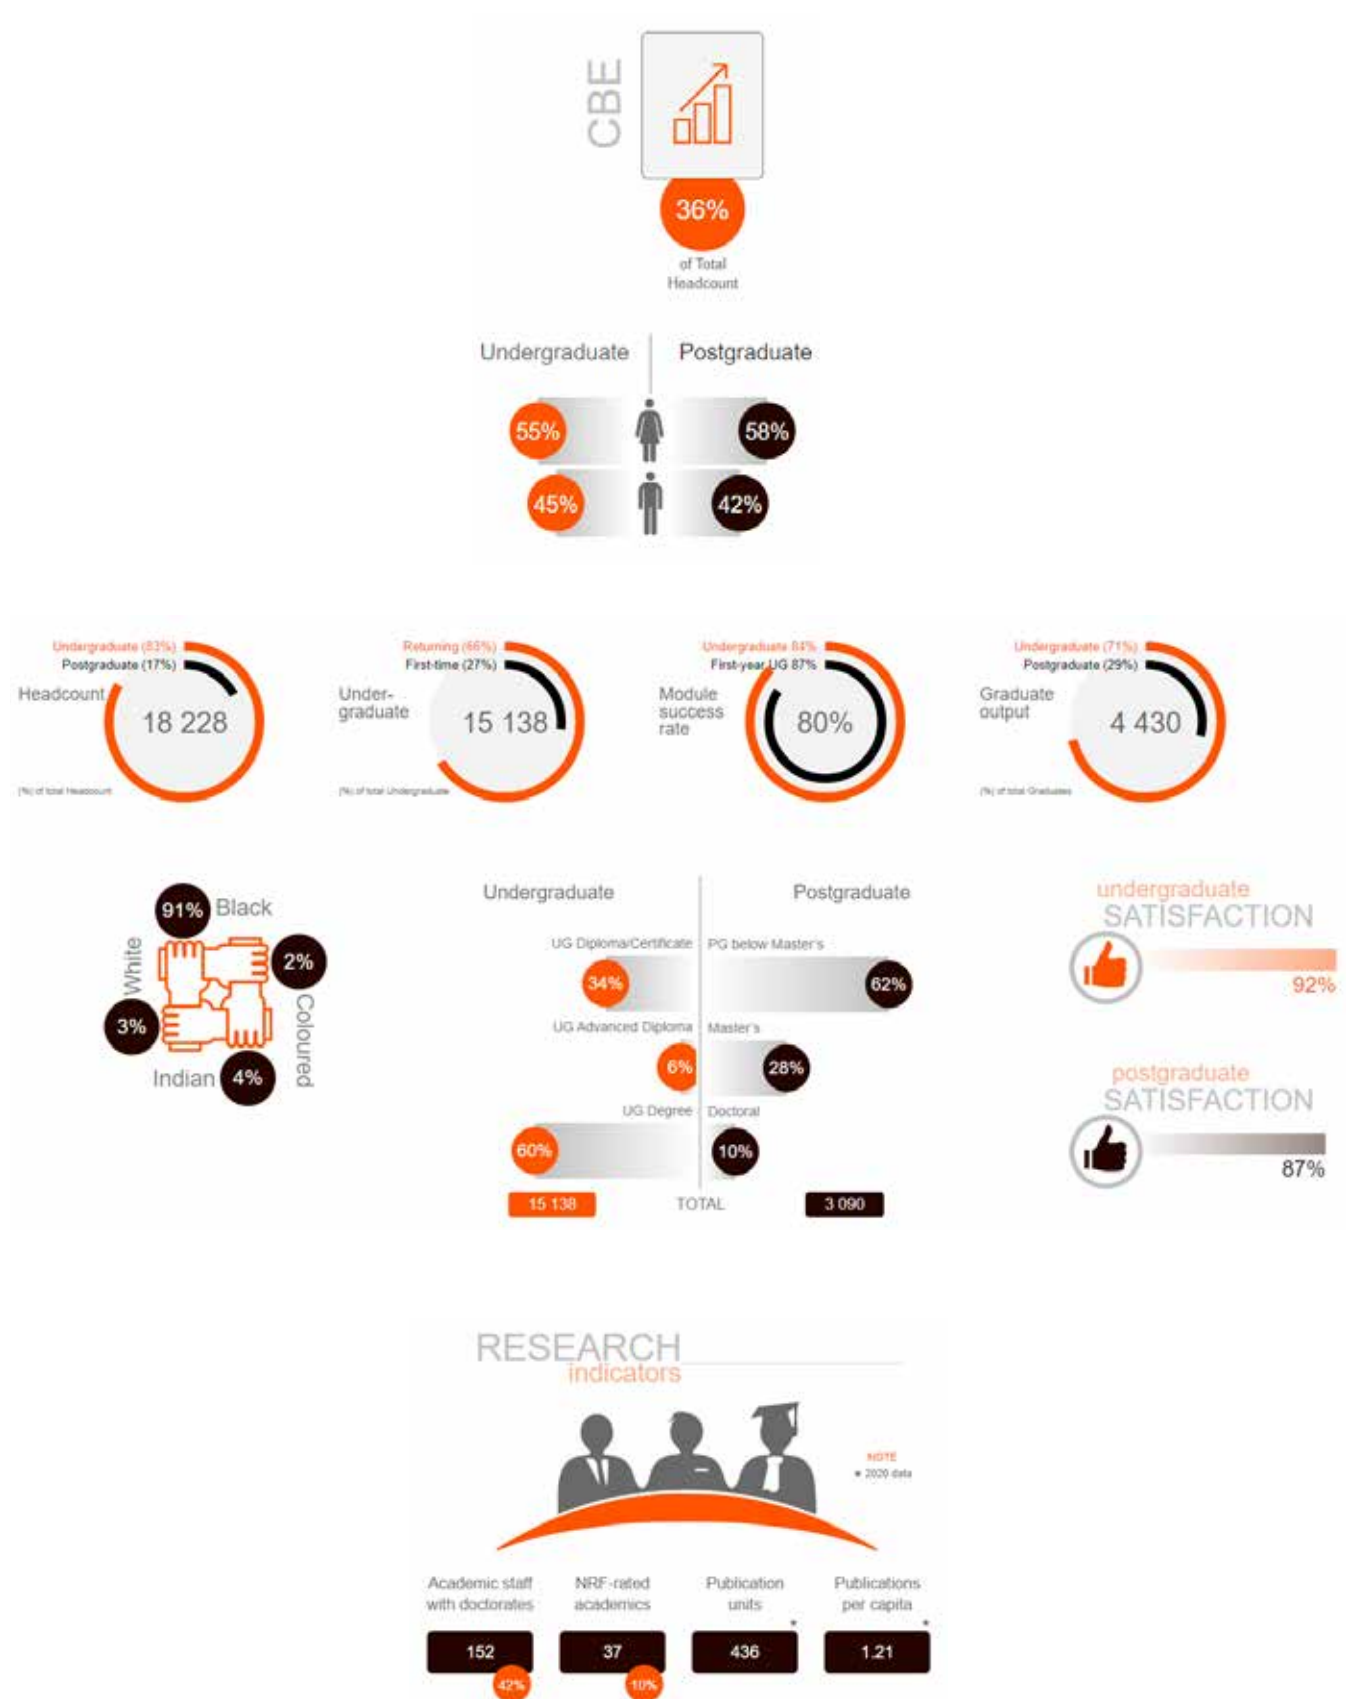 CBE
36%
of Total
Headcount
Undergraduate
Postgraduate
55%
58%
45%
42%
Undergraduate (83%)
Postgraduate (17%)
Headcount
18 228
(%) of total Headcount
Returning (66%)
First-time (27%)
Under-
graduate
15 138
(%) of total Undergraduate
Undergraduate 84%
First-year UG 87%
Module
success
rate
80%
Undergraduate (71%)
Postgraduate (29%)
Graduate
output
4 430
(%) of total Graduates
91% Black
White
2%
3%
Coloured
Indian 4%
Undergraduate
Postgraduate
UG Diploma/Certificate
PG below Master's
34%
62%
UG Advanced Diploma
Master's
6%
28%
UG Degree
Doctoral
60%
10%
15 138
TOTAL
3 090
undergraduate
SATISFACTION
92%
postgraduate
SATISFACTION
87%
RESEARCH
indicators
NOTE
* 2020 data
Academic staff
with doctorates
152
42%
NRF-rated
academics
37
10%
Publication
units
*
436
Publications
per capita
*
1.21